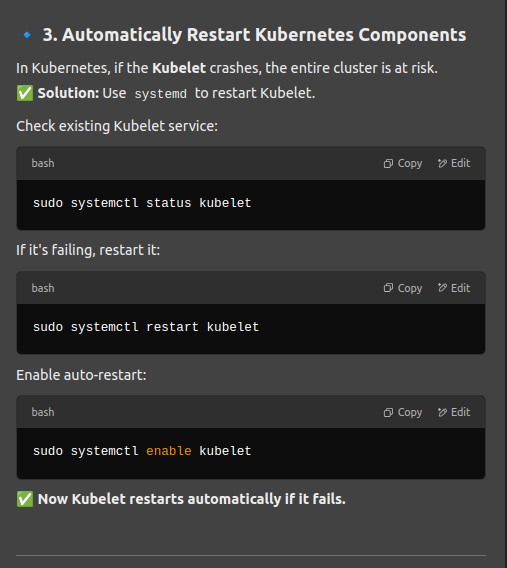 🔹 3. Automatically Restart Kubernetes Components
In Kubernetes, if the Kubelet crashes, the entire cluster is at risk.
✅ Solution: Use systemd to restart Kubelet.
Check existing Kubelet service:
bash Copy Edit
sudo systemctl status kubelet
If it's failing, restart it:
bash Copy Edit
sudo systemctl restart kubelet
Enable auto-restart:
bash Copy Edit
sudo systemctl enable kubelet
✅ Now Kubelet restarts automatically if it fails.